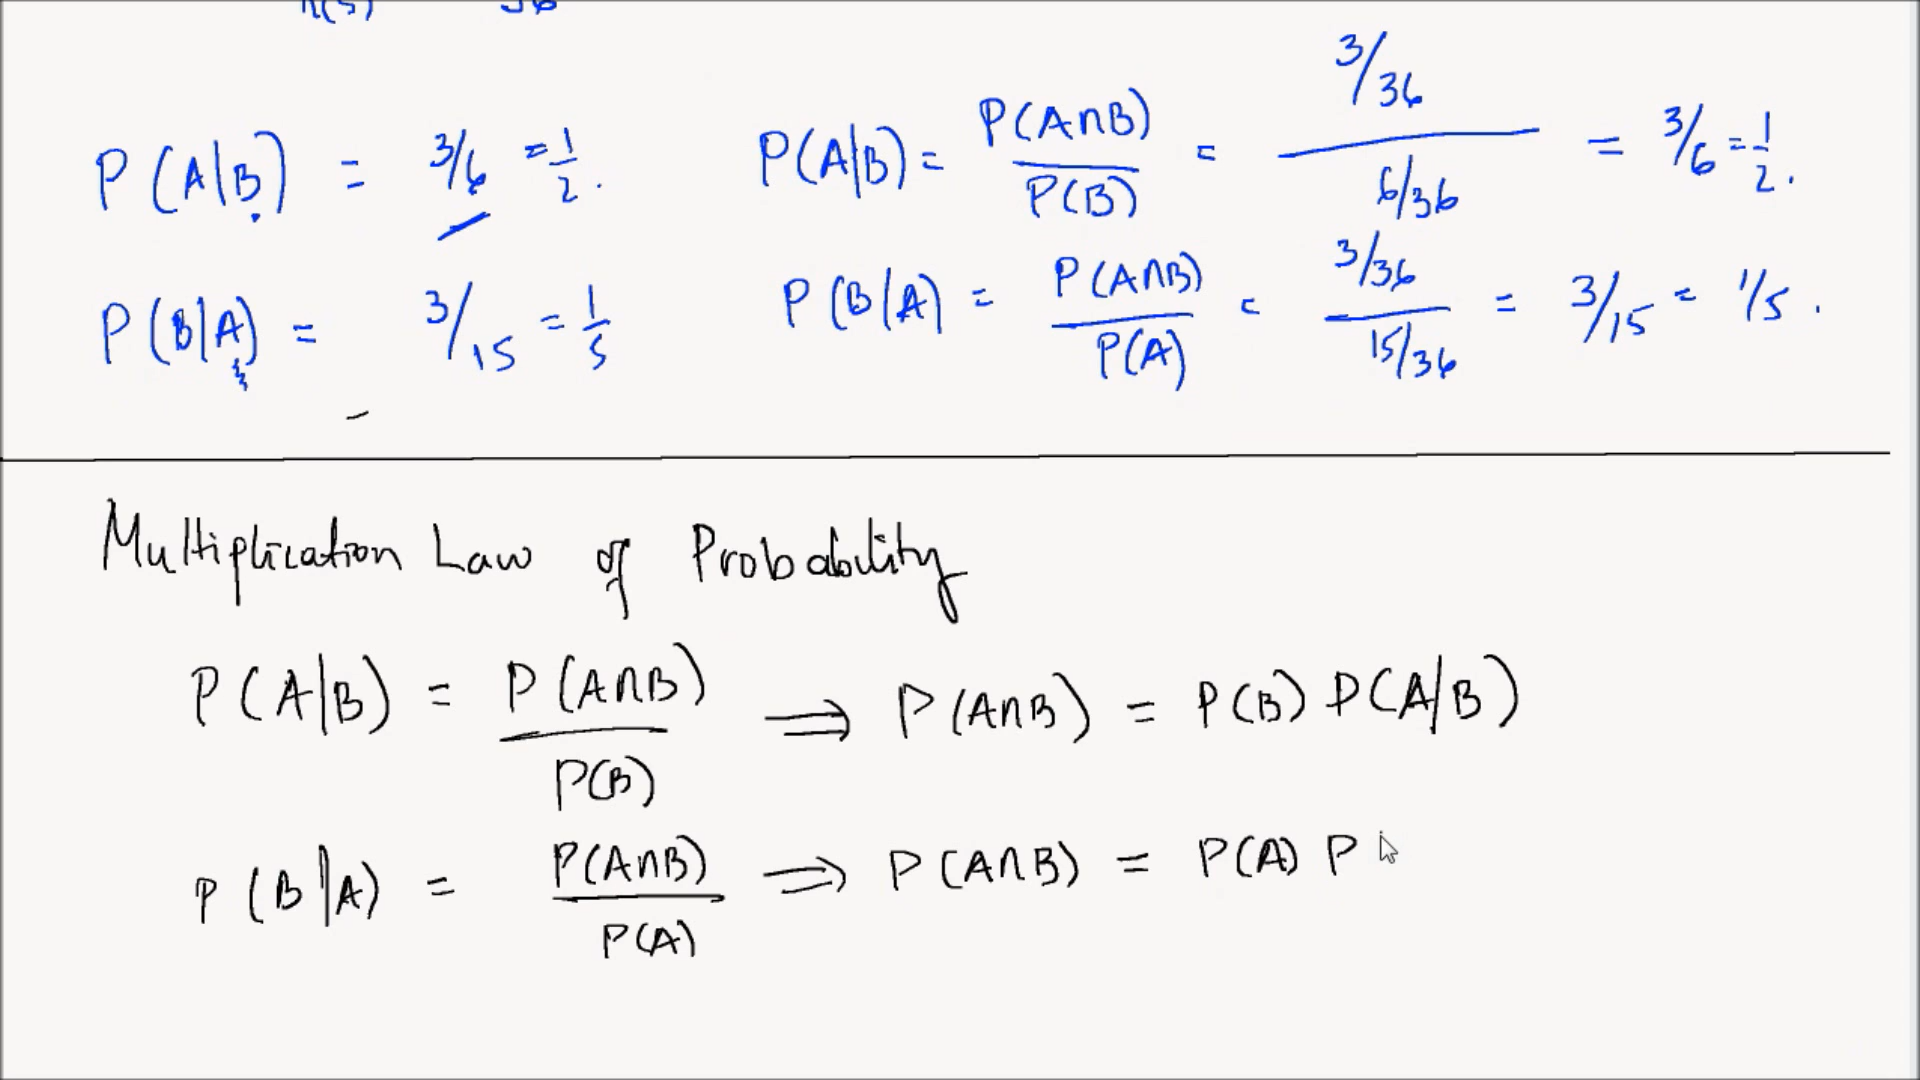 n(S) 36
P(A|B) = 3/6 = 1/2. P(A|B) = P(A∩B)/P(B) = (3/36)/(6/36) = 3/6 = 1/2.
P(B|A) = 3/15 = 1/5 P(B|A) = P(A∩B)/P(A) = (3/36)/(15/36) = 3/15 = 1/5.
Multiplication Law of Probability
P(A|B) = P(A∩B)/P(B) ⟹ P(A∩B) = P(B) P(A|B)
P(B|A) = P(A∩B)/P(A) ⟹ P(A∩B) = P(A) P